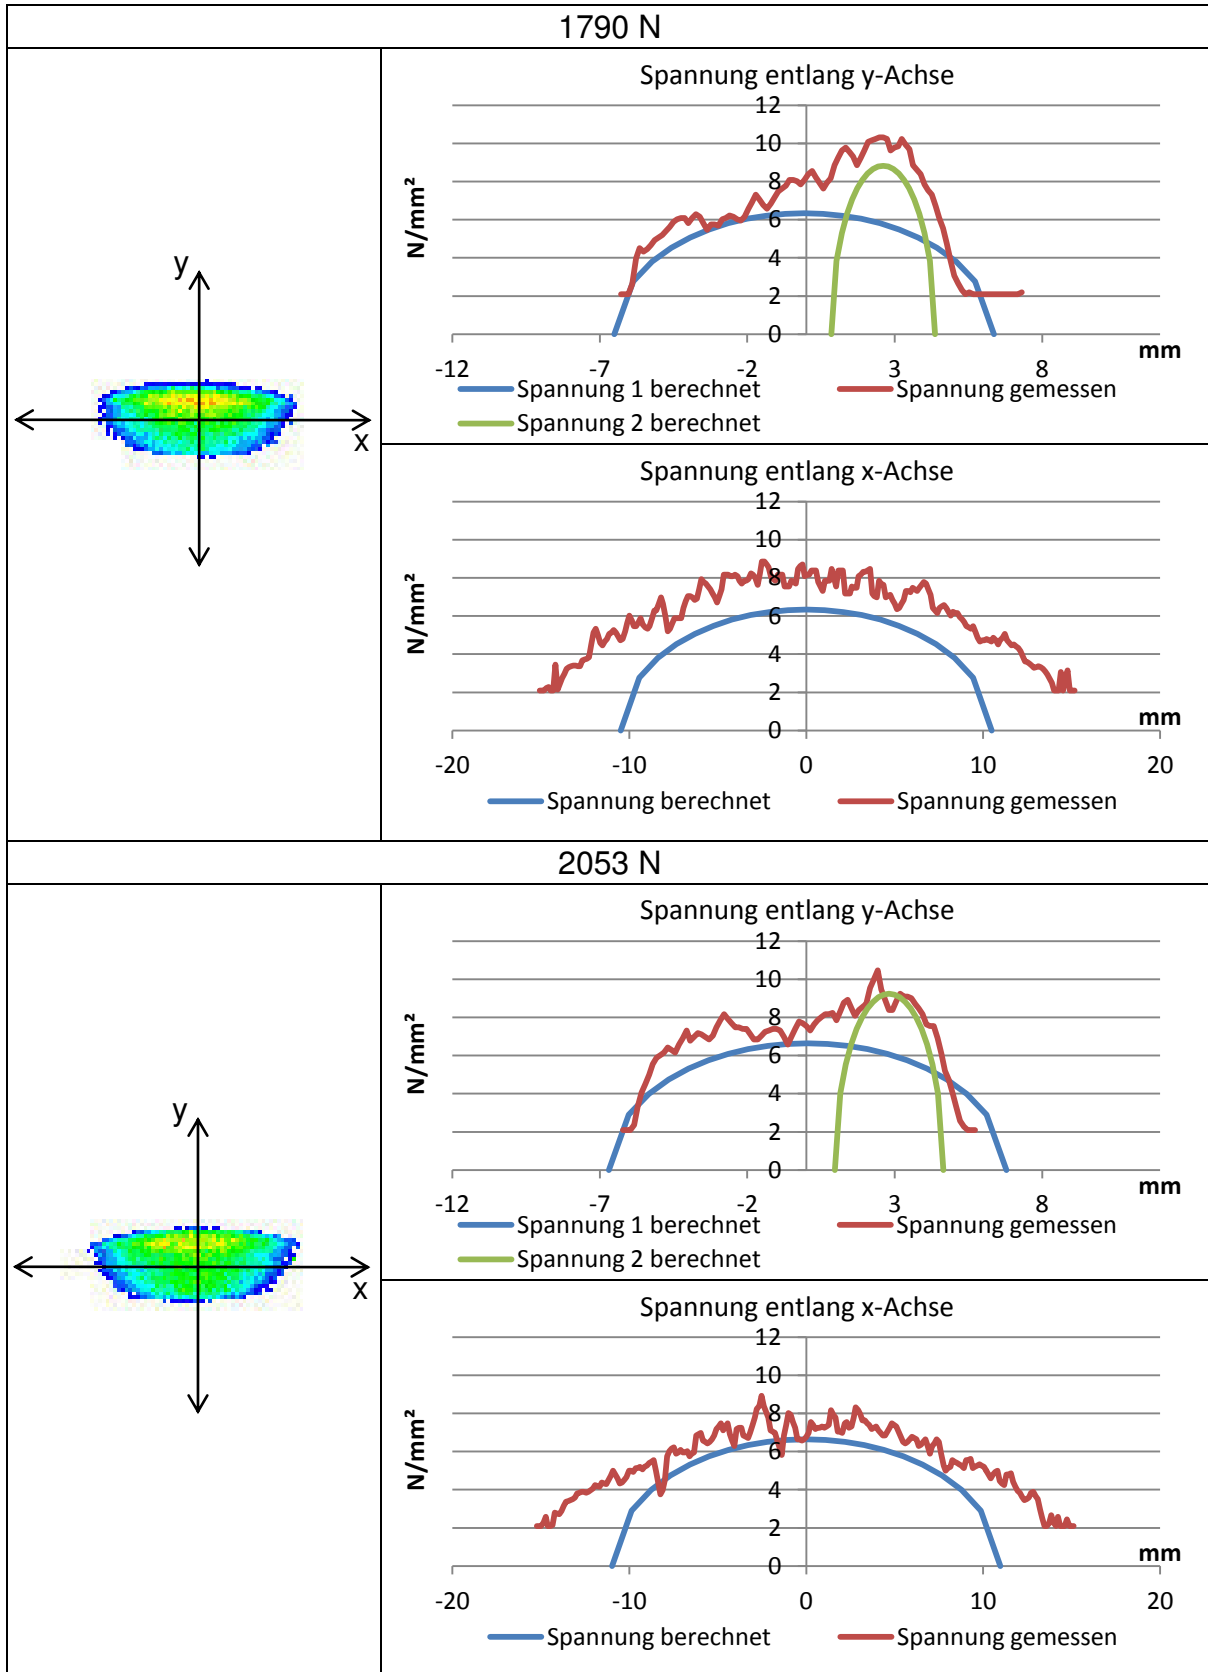 1790 N
y
x
Spannung entlang y-Achse
N/mm²
12
10
8
6
4
2
0
-12 -7 -2 3 8
mm
Spannung 1 berechnet Spannung gemessen
Spannung 2 berechnet
Spannung entlang x-Achse
N/mm²
12
10
8
6
4
2
0
mm
-20 -10 0 10 20
Spannung berechnet Spannung gemessen
2053 N
y
x
Spannung entlang y-Achse
N/mm²
12
10
8
6
4
2
0
-12 -7 -2 3 8
mm
Spannung 1 berechnet Spannung gemessen
Spannung 2 berechnet
Spannung entlang x-Achse
N/mm²
12
10
8
6
4
2
0
mm
-20 -10 0 10 20
Spannung berechnet Spannung gemessen